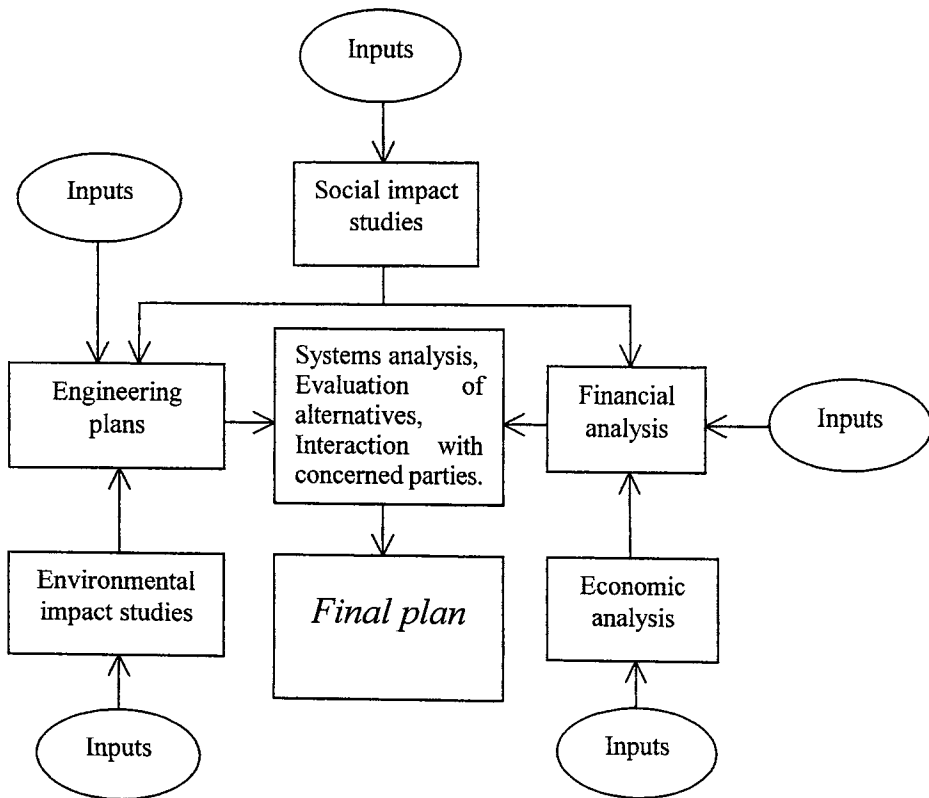 Inputs
Inputs
Social impact
studies
Systems analysis,
Evaluation of
alternatives,
Interaction with
concerned parties.
Engineering
plans
Financial
analysis
Inputs
Environmental
impact studies
Final plan
Economic
analysis
Inputs
Inputs